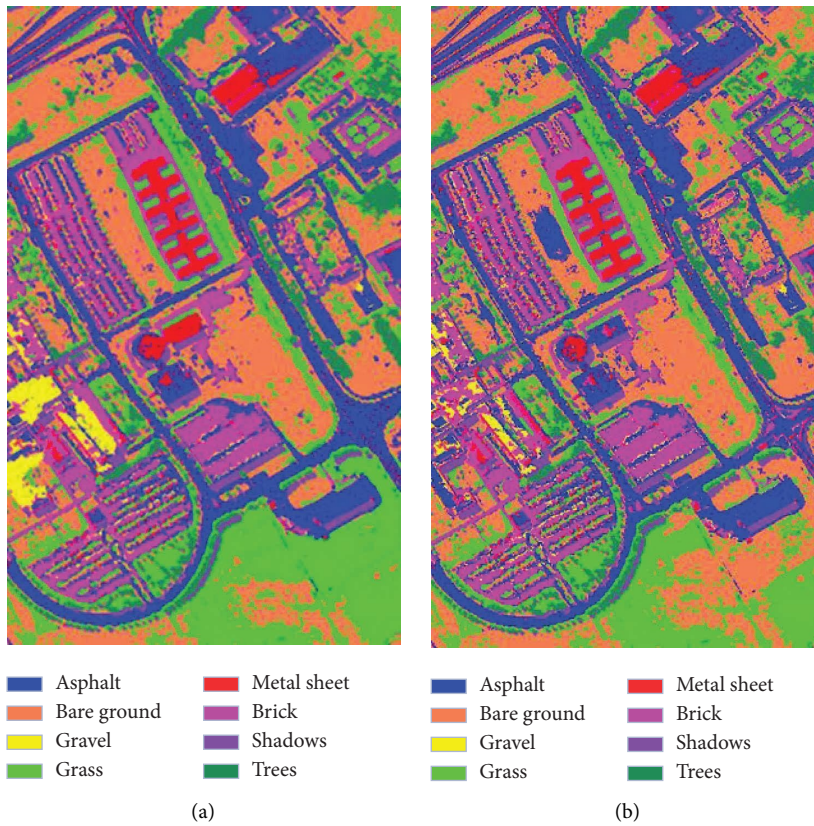 Asphalt
Bare ground
Gravel
Grass
Metal sheet
Brick
Shadows
Trees
(a)
Asphalt
Bare ground
Gravel
Grass
Metal sheet
Brick
Shadows
Trees
(b)